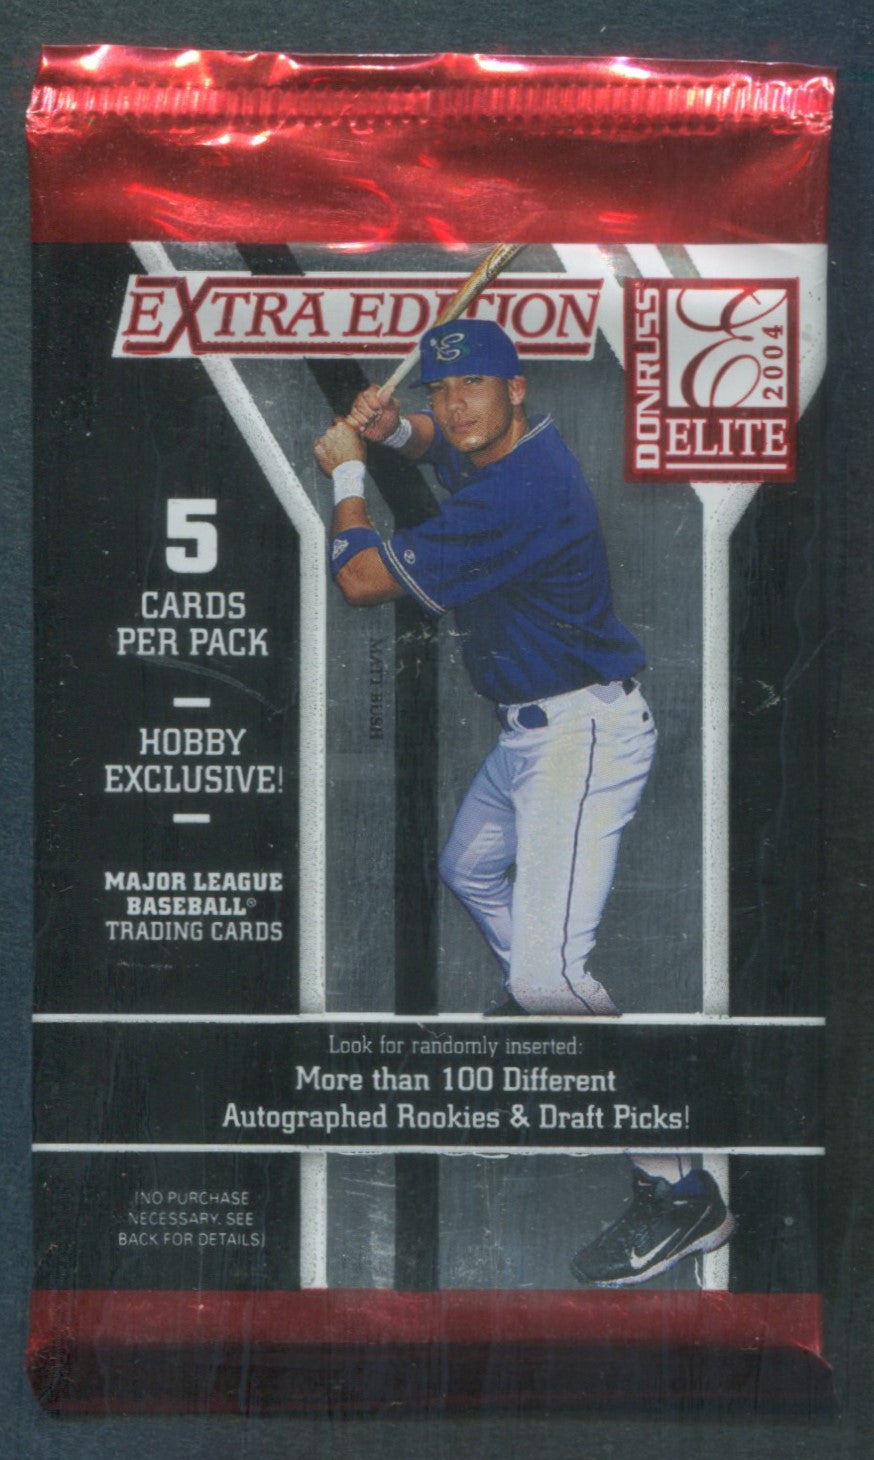 EXTRA EDITION
DONRUSS
E
2004
ELITE
5
CARDS
PER PACK
HOBBY
EXCLUSIVE!
MAJOR LEAGUE
BASEBALL®
TRADING CARDS
MATT BUSH
Look for randomly inserted:
More than 100 Different
Autographed Rookies & Draft Picks!
(NO PURCHASE
NECESSARY. SEE
BACK FOR DETAILS)